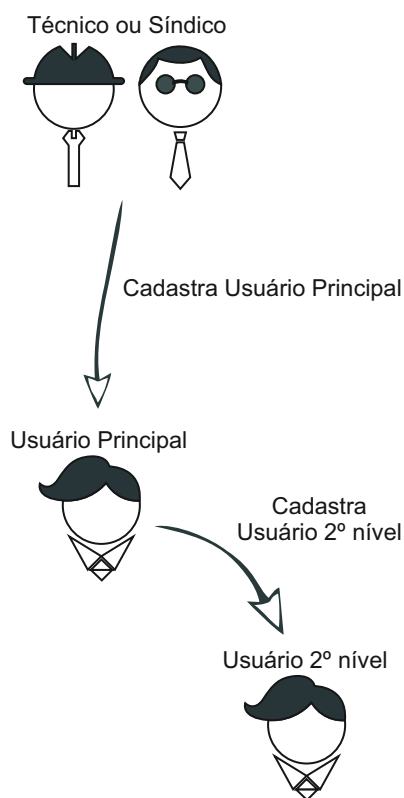 Técnico ou Síndico
Cadastra Usuário Principal
Usuário Principal
Cadastra
Usuário 2º nível
Usuário 2º nível